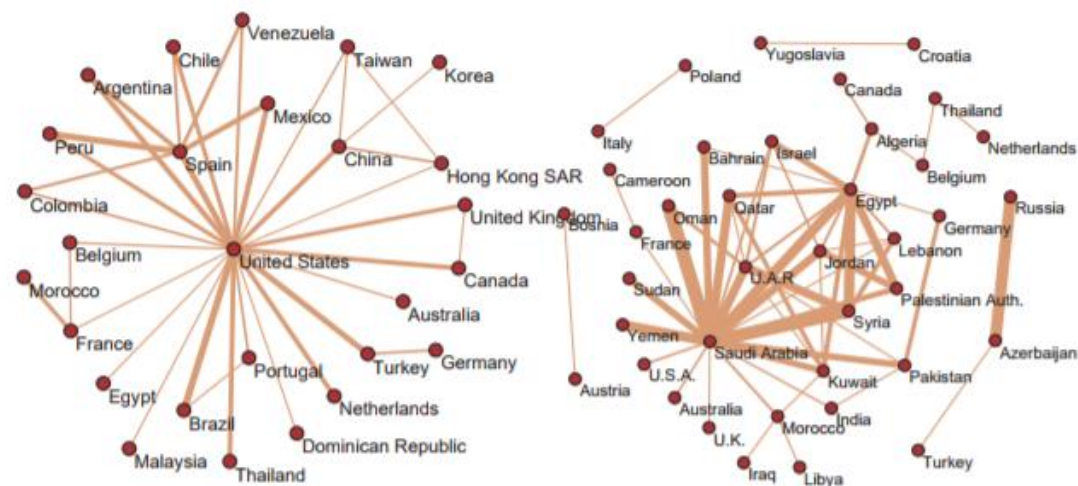 Venezuela
Chile
Taiwan
Korea
Argentina
Mexico
Peru
Spain
China
Hong Kong SAR
Colombia
United Kingdom
Belgium
United States
Canada
Morocco
Australia
France
Turkey
Germany
Portugal
Egypt
Netherlands
Brazil
Dominican Republic
Malaysia
Thailand
Yugoslavia
Croatia
Poland
Canada
Thailand
Italy
Algeria
Netherlands
Bahrain
Israel
Belgium
Cameroon
Egypt
Russia
Oman
Qatar
Bosnia
Germany
France
Lebanon
U.A.R
Jordan
Sudan
Palestinian Auth.
Syria
Yemen
Saudi Arabia
Azerbaijan
U.S.A.
Kuwait
Pakistan
Austria
Australia
India
U.K.
Morocco
Turkey
Iraq
Libya